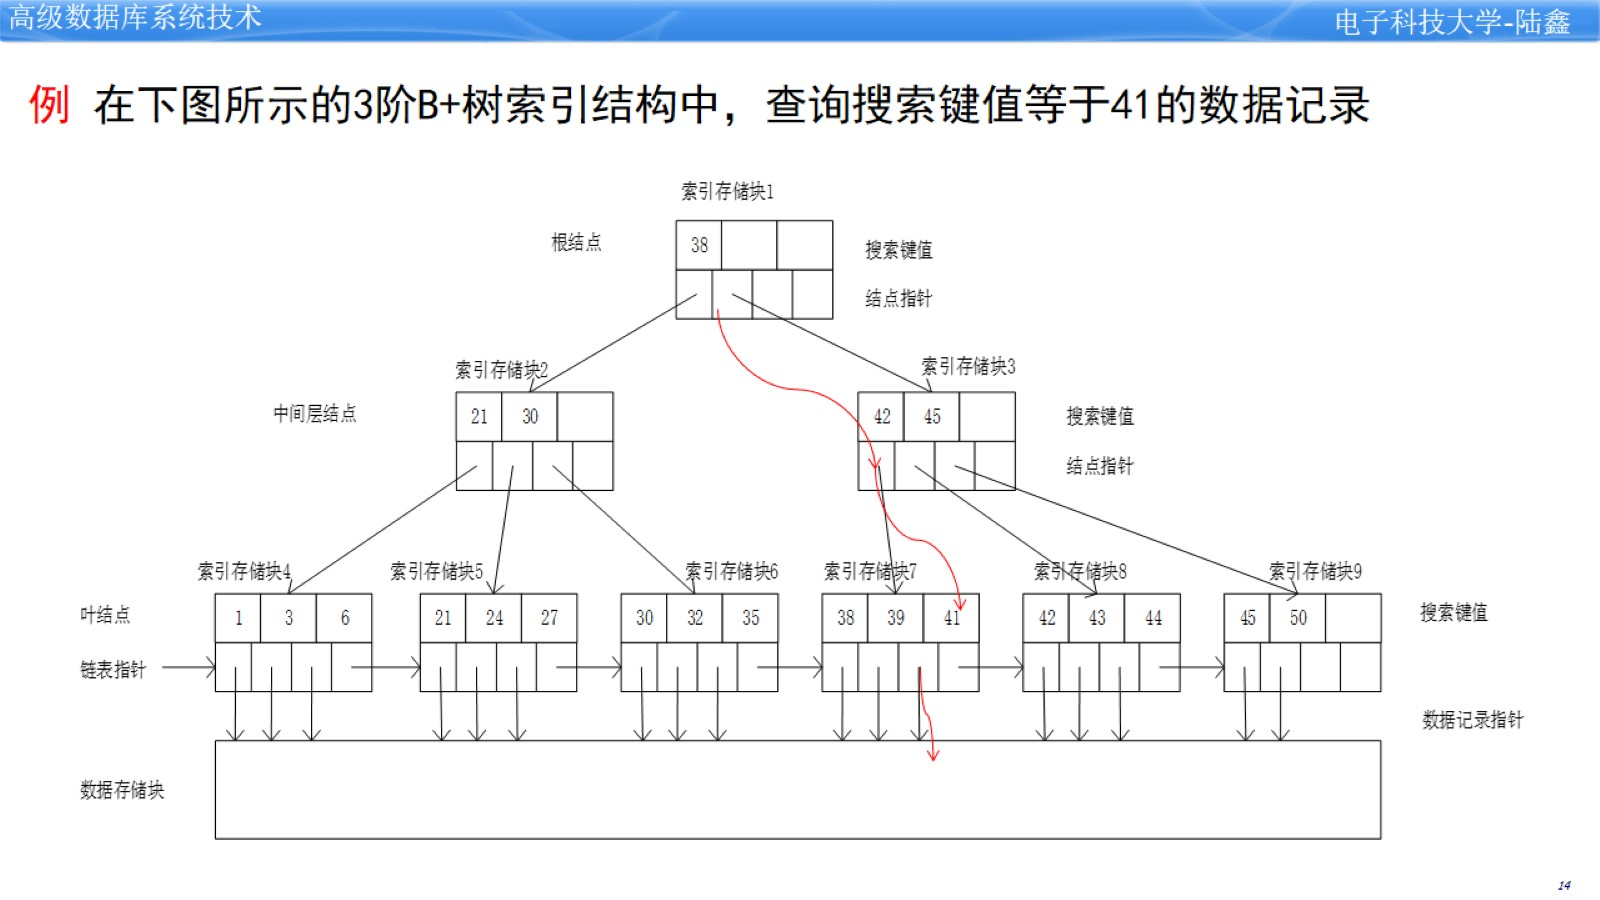 高级数据库系统技术
电子科技大学-陆鑫
例 在下图所示的3阶B+树索引结构中，查询搜索键值等于41的数据记录
索引存储块1
根结点
38
搜索键值
结点指针
索引存储块2
索引存储块3
中间层结点
21 30
42 45
搜索键值
结点指针
索引存储块4
索引存储块5
索引存储块6
索引存储块7
索引存储块8
索引存储块9
叶结点
1 3 6
21 24 27
30 32 35
38 39 41
42 43 44
45 50
搜索键值
链表指针
数据记录指针
数据存储块
14